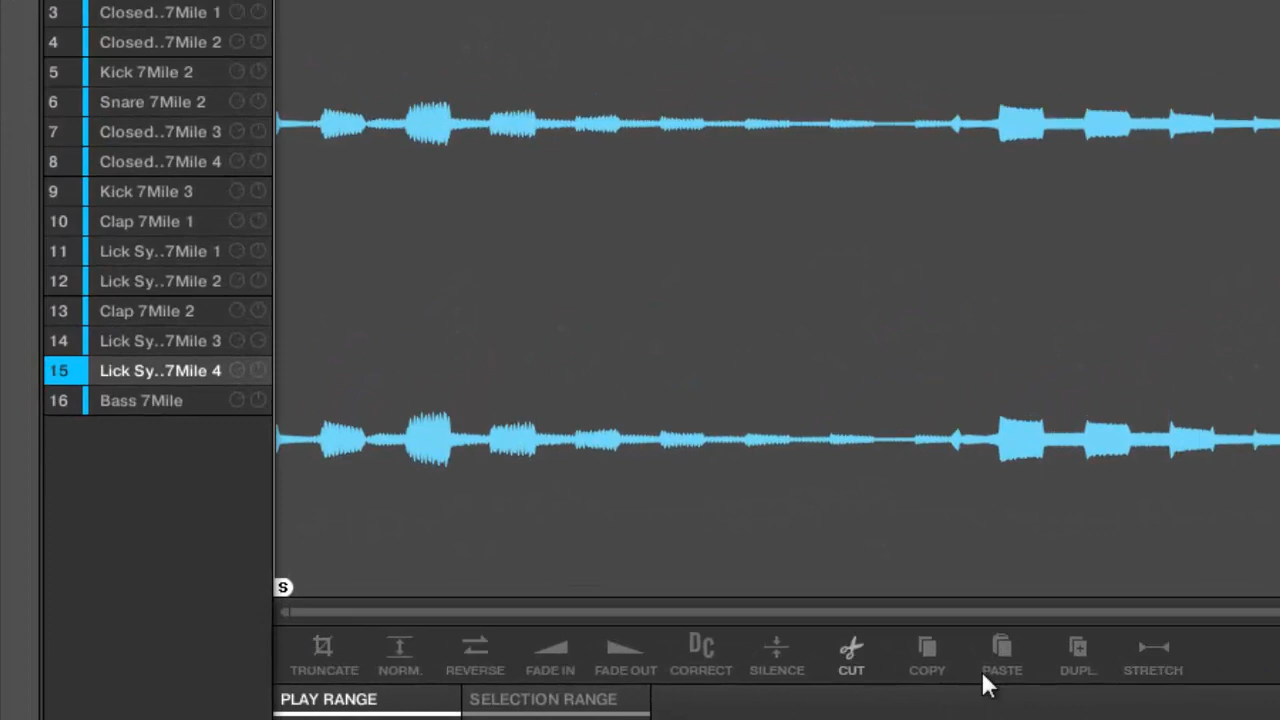 3 Closed..7Mile 1
4 Closed..7Mile 2
5 Kick 7Mile 2
6 Snare 7Mile 2
7 Closed..7Mile 3
8 Closed..7Mile 4
9 Kick 7Mile 3
10 Clap 7Mile 1
11 Lick Sy..7Mile 1
12 Lick Sy..7Mile 2
13 Clap 7Mile 2
14 Lick Sy..7Mile 3
15 Lick Sy..7Mile 4
16 Bass 7Mile
S
DC
TRUNCATE NORM. REVERSE FADE IN FADE OUT CORRECT SILENCE CUT COPY PASTE DUPL. STRETCH
PLAY RANGE SELECTION RANGE